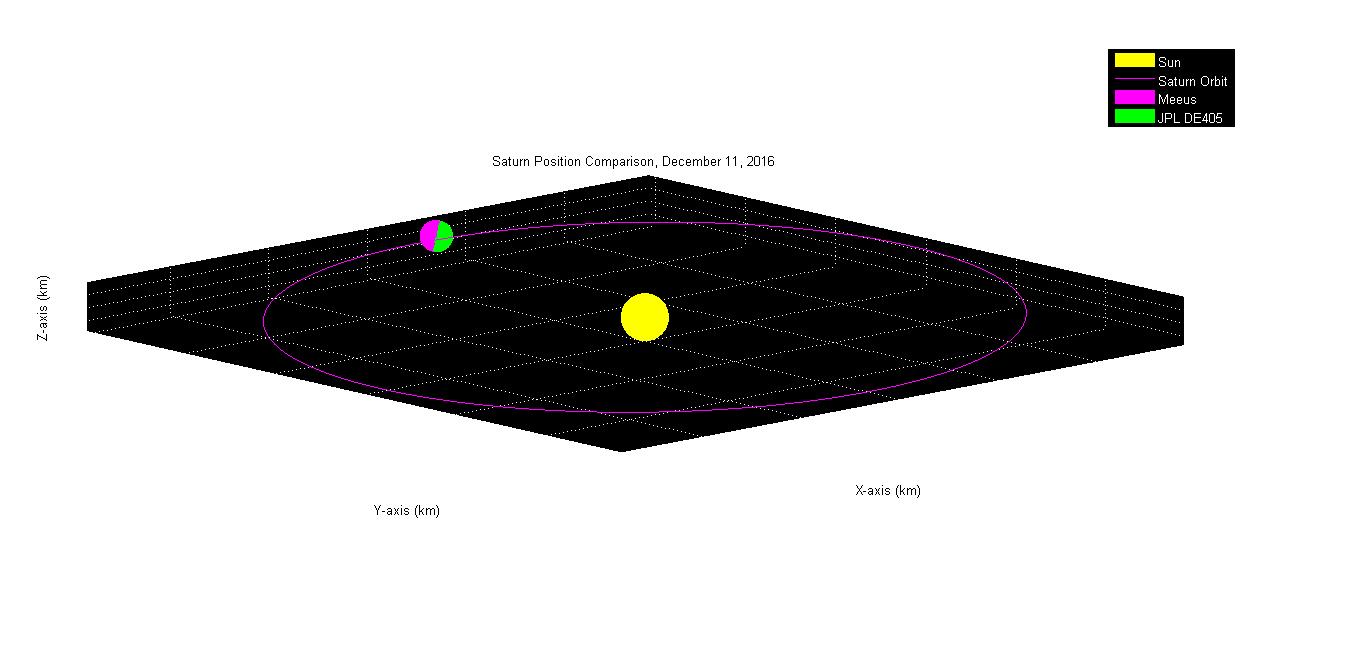 Sun
Saturn Orbit
Meeus
JPL DE405
Saturn Position Comparison, December 11, 2016
Z-axis (km)
X-axis (km)
Y-axis (km)